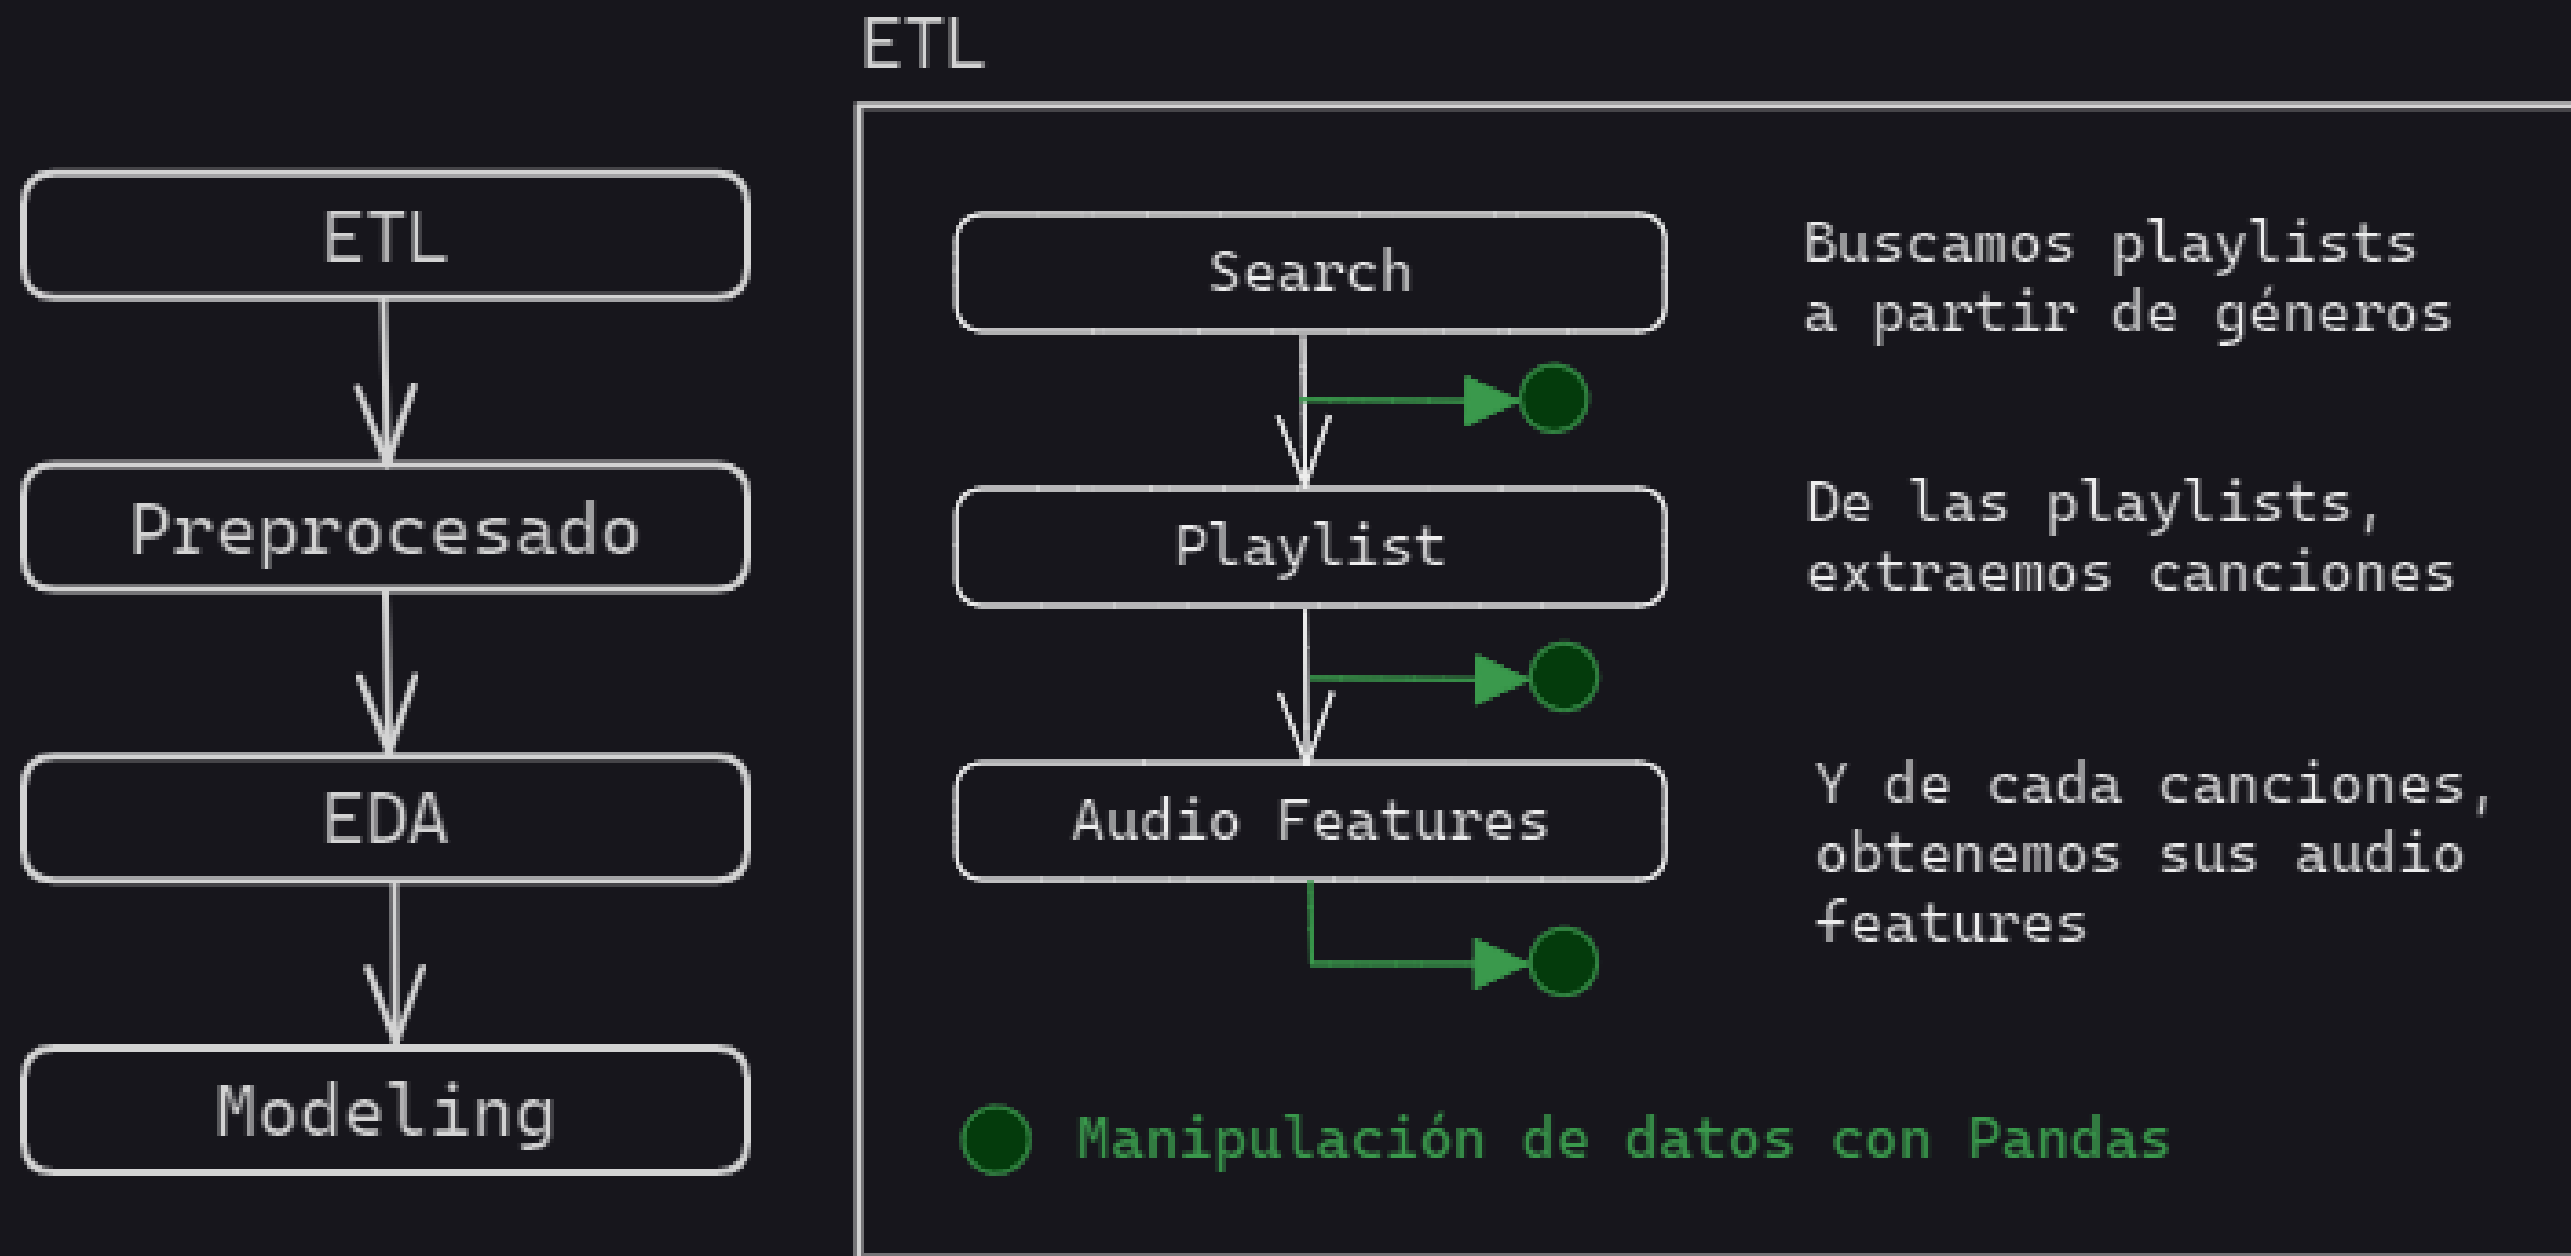 ETL
Preprocesado
EDA
Modeling
ETL
Search
Buscamos playlists
a partir de géneros
Playlist
De las playlists,
extraemos canciones
Audio Features
Y de cada canciones,
obtenemos sus audio
features
Manipulación de datos con Pandas